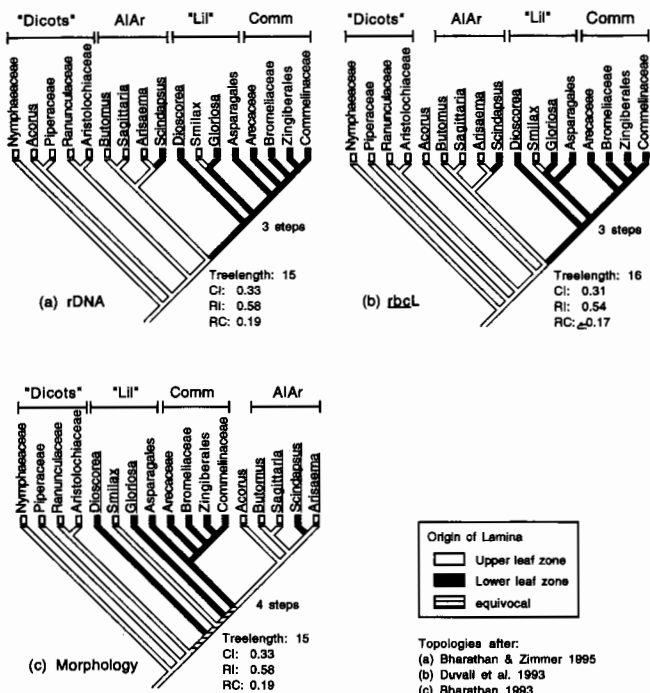 "Dicots" AlAr "Lil" Comm
Nymphaeaceae
Acorus
Piperaceae
Ranunculaceae
Aristolochiaceae
Butomus
Sagittaria
Arisaema
Scindapsus
Dioscorea
Smilax
Gloriosa
Asparagales
Arecaceae
Bromeliaceae
Zingiberales
Commelinaceae
3 steps
Treelength: 15
CI: 0.33
RI: 0.58
RC: 0.19
(a) rDNA
"Dicots" AlAr "Lil" Comm
Nymphaeaceae
Piperaceae
Ranunculaceae
Aristolochiaceae
Acorus
Butomus
Sagittaria
Arisaema
Scindapsus
Dioscorea
Smilax
Gloriosa
Asparagales
Arecaceae
Bromeliaceae
Zingiberales
Commelinaceae
3 steps
Treelength: 16
CI: 0.31
RI: 0.54
RC: 0.17
(b) rbcL
"Dicots" "Lil" Comm AlAr
Nymphaeaceae
Piperaceae
Ranunculaceae
Aristolochiaceae
Dioscorea
Smilax
Gloriosa
Asparagales
Arecaceae
Bromeliaceae
Zingiberales
Commelinaceae
Acorus
Butomus
Sagittaria
Scindapsus
Arisaema
4 steps
Treelength: 15
CI: 0.33
RI: 0.58
RC: 0.19
(c) Morphology
Origin of Lamina
Upper leaf zone
Lower leaf zone
equivocal
Topologies after:
(a) Bharathan & Zimmer 1995
(b) Duvall et al. 1993
(c) Bharathan 1993